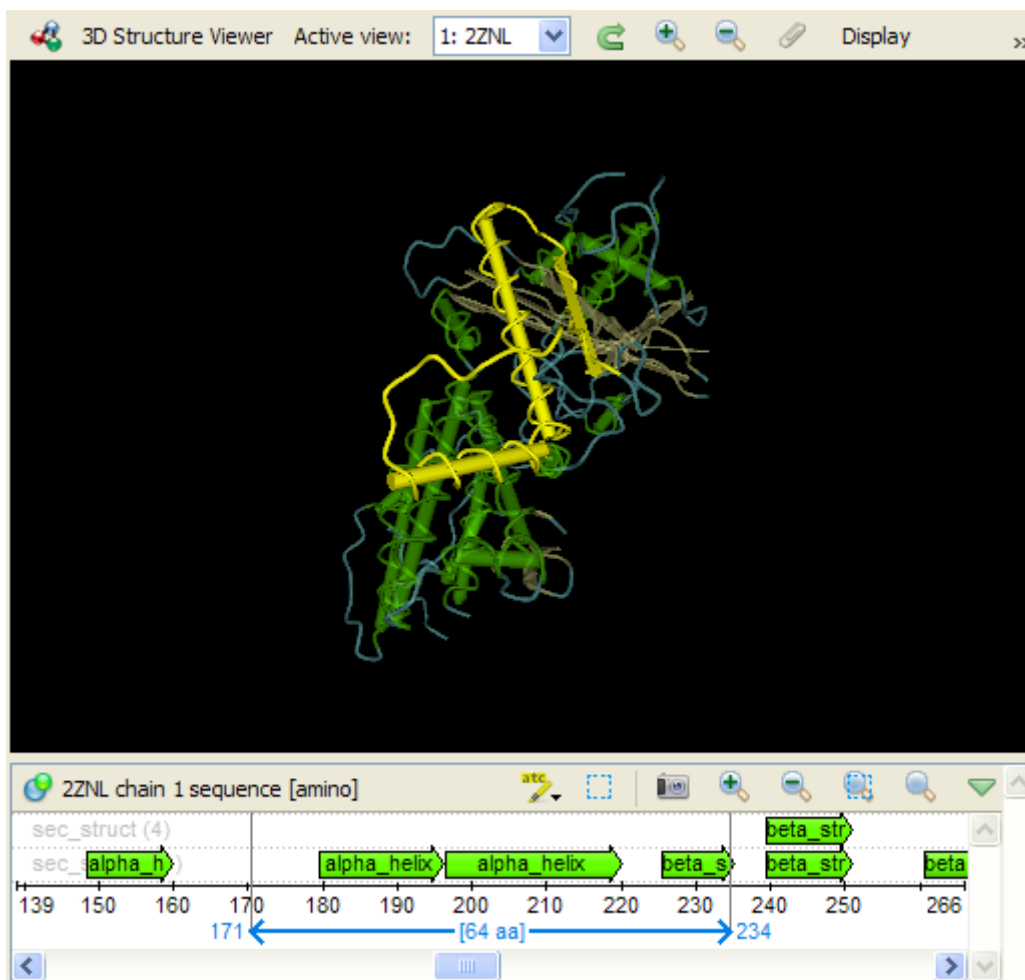 3D Structure Viewer Active view: 1: 2ZNL Display »
2ZNL chain 1 sequence [amino] atc
sec_struct (4)
beta_str
alpha_h alpha_helix alpha_helix beta_s beta_str beta
139 150 160 170 180 190 200 210 220 230 240 250 266
171 [64 aa] 234